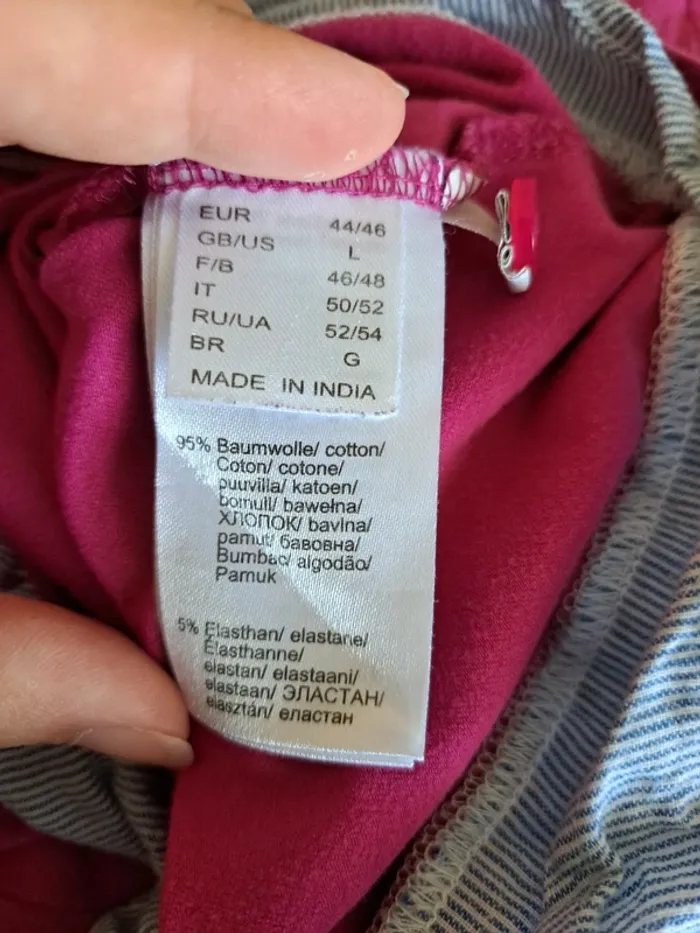 EUR 44/46
GB/US L
F/B 46/48
IT 50/52
RU/UA 52/54
BR G
MADE IN INDIA
95% Baumwolle/ cotton/
Coton/ cotone/
puuvilla/ katoen/
bomull/ bawełna/
ХЛОПОК/ bavlna/
pamut/ бавовна/
Bumbac/ algodão/
Pamuk
5% Elasthan/ elastane/
Élasthanne/
elastan/ elastaani/
elastaan/ ЭЛАСТАН/
elasztán/ еластан